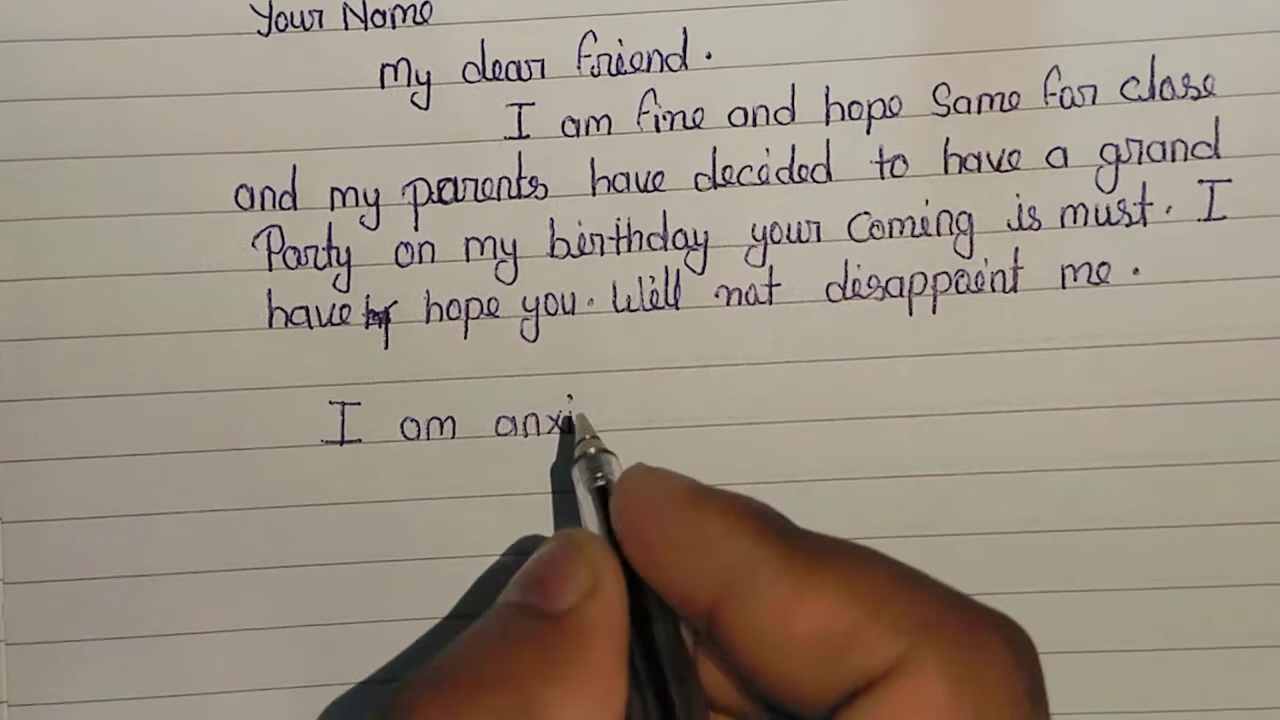 Your Name
My dear friend.
I am fine and hope Same for close
and my parents have decided to have a grand
Party on my birthday your Coming is must. I
have hope you. Will not disappoint me.
I am anxi